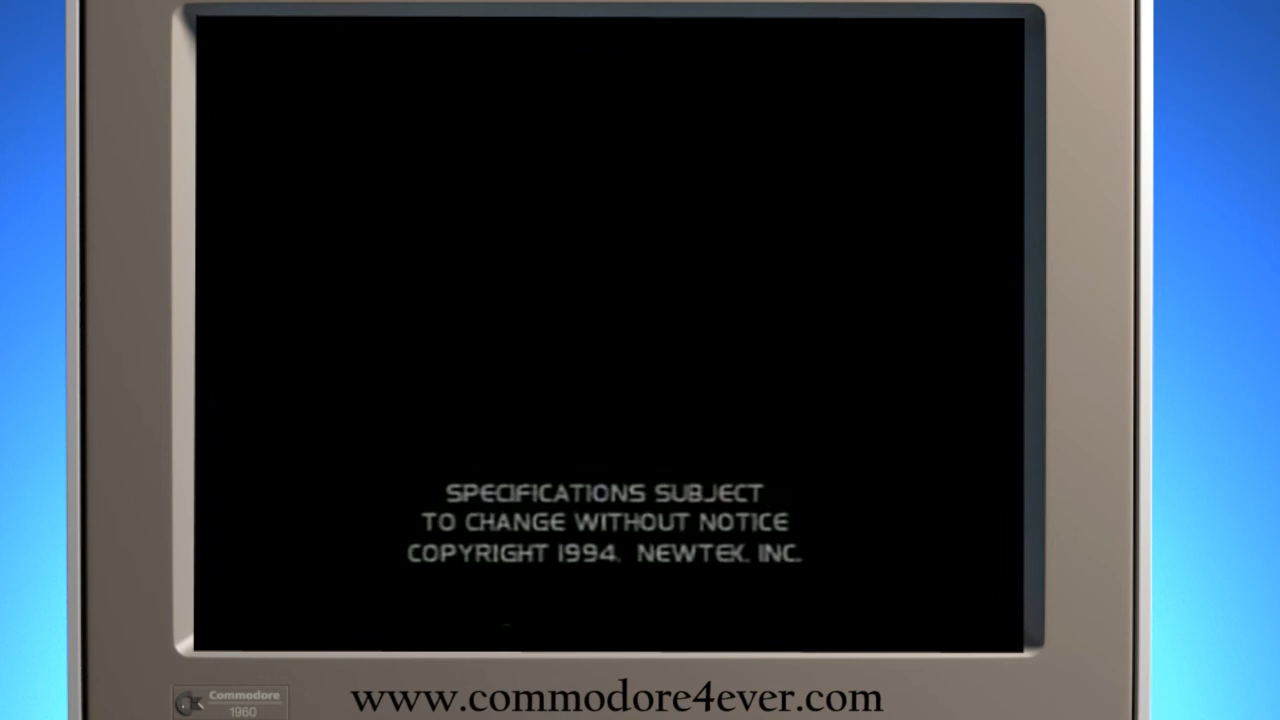 SPECIFICATIONS SUBJECT
TO CHANGE WITHOUT NOTICE
COPYRIGHT 1994, NEWTEK, INC.
Commodore
1960
www.commodore4ever.com